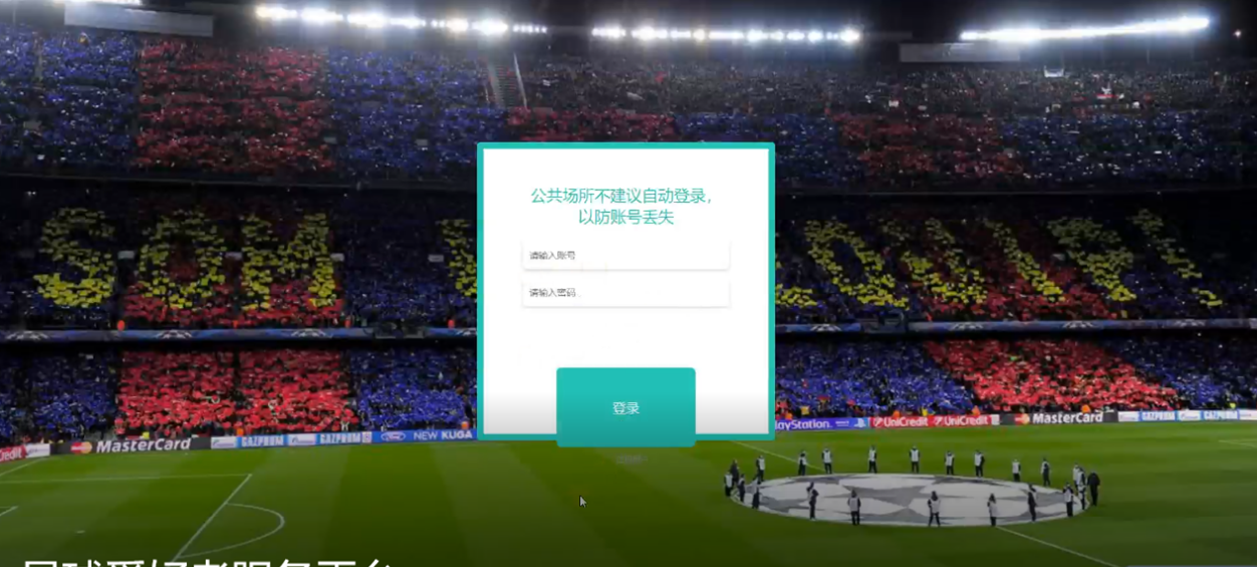 公共场所不建议自动登录，
以防账号丢失
请输入账号
请输入密码
登录
SOM
MasterCard
GAZPROM
GAZPROM
Ford
NEW KUGA
PlayStation
UniCredit
UniCredit
MasterCard